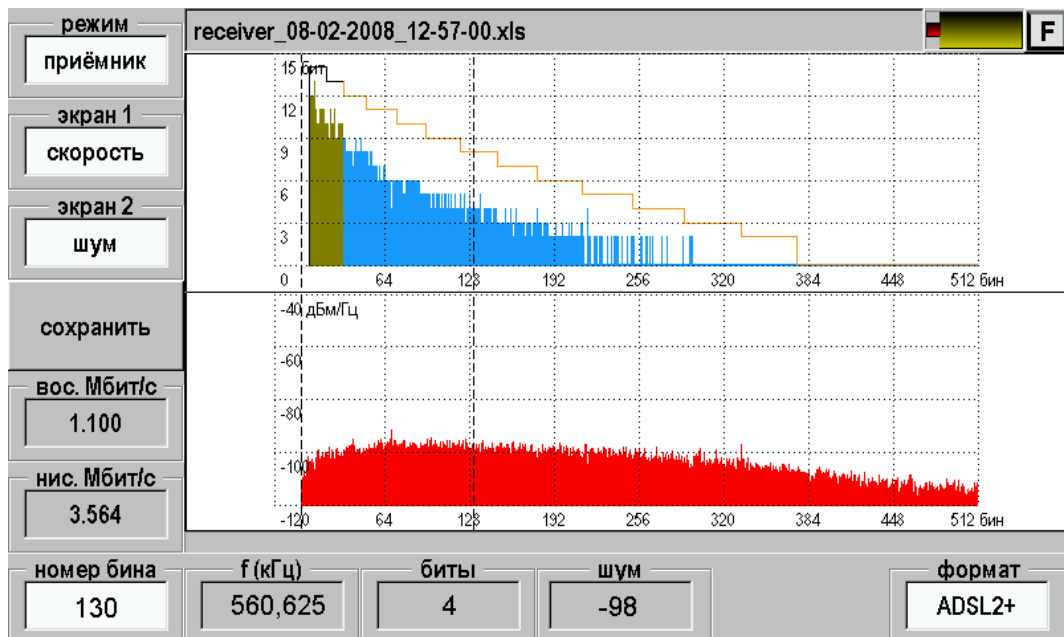 режим
приёмник
receiver_08-02-2008_12-57-00.xls
F
экран 1
скорость
экран 2
шум
сохранить
вос. Мбит/с
1.100
нис. Мбит/с
3.564
15 бит
12
9
6
3
0 64 128 192 256 320 384 448 512 бин
-40 дБм/Гц
-60
-80
-100
-120 64 128 192 256 320 384 448 512 бин
номер бина
130
f (кГц)
560,625
биты
4
шум
-98
формат
ADSL2+